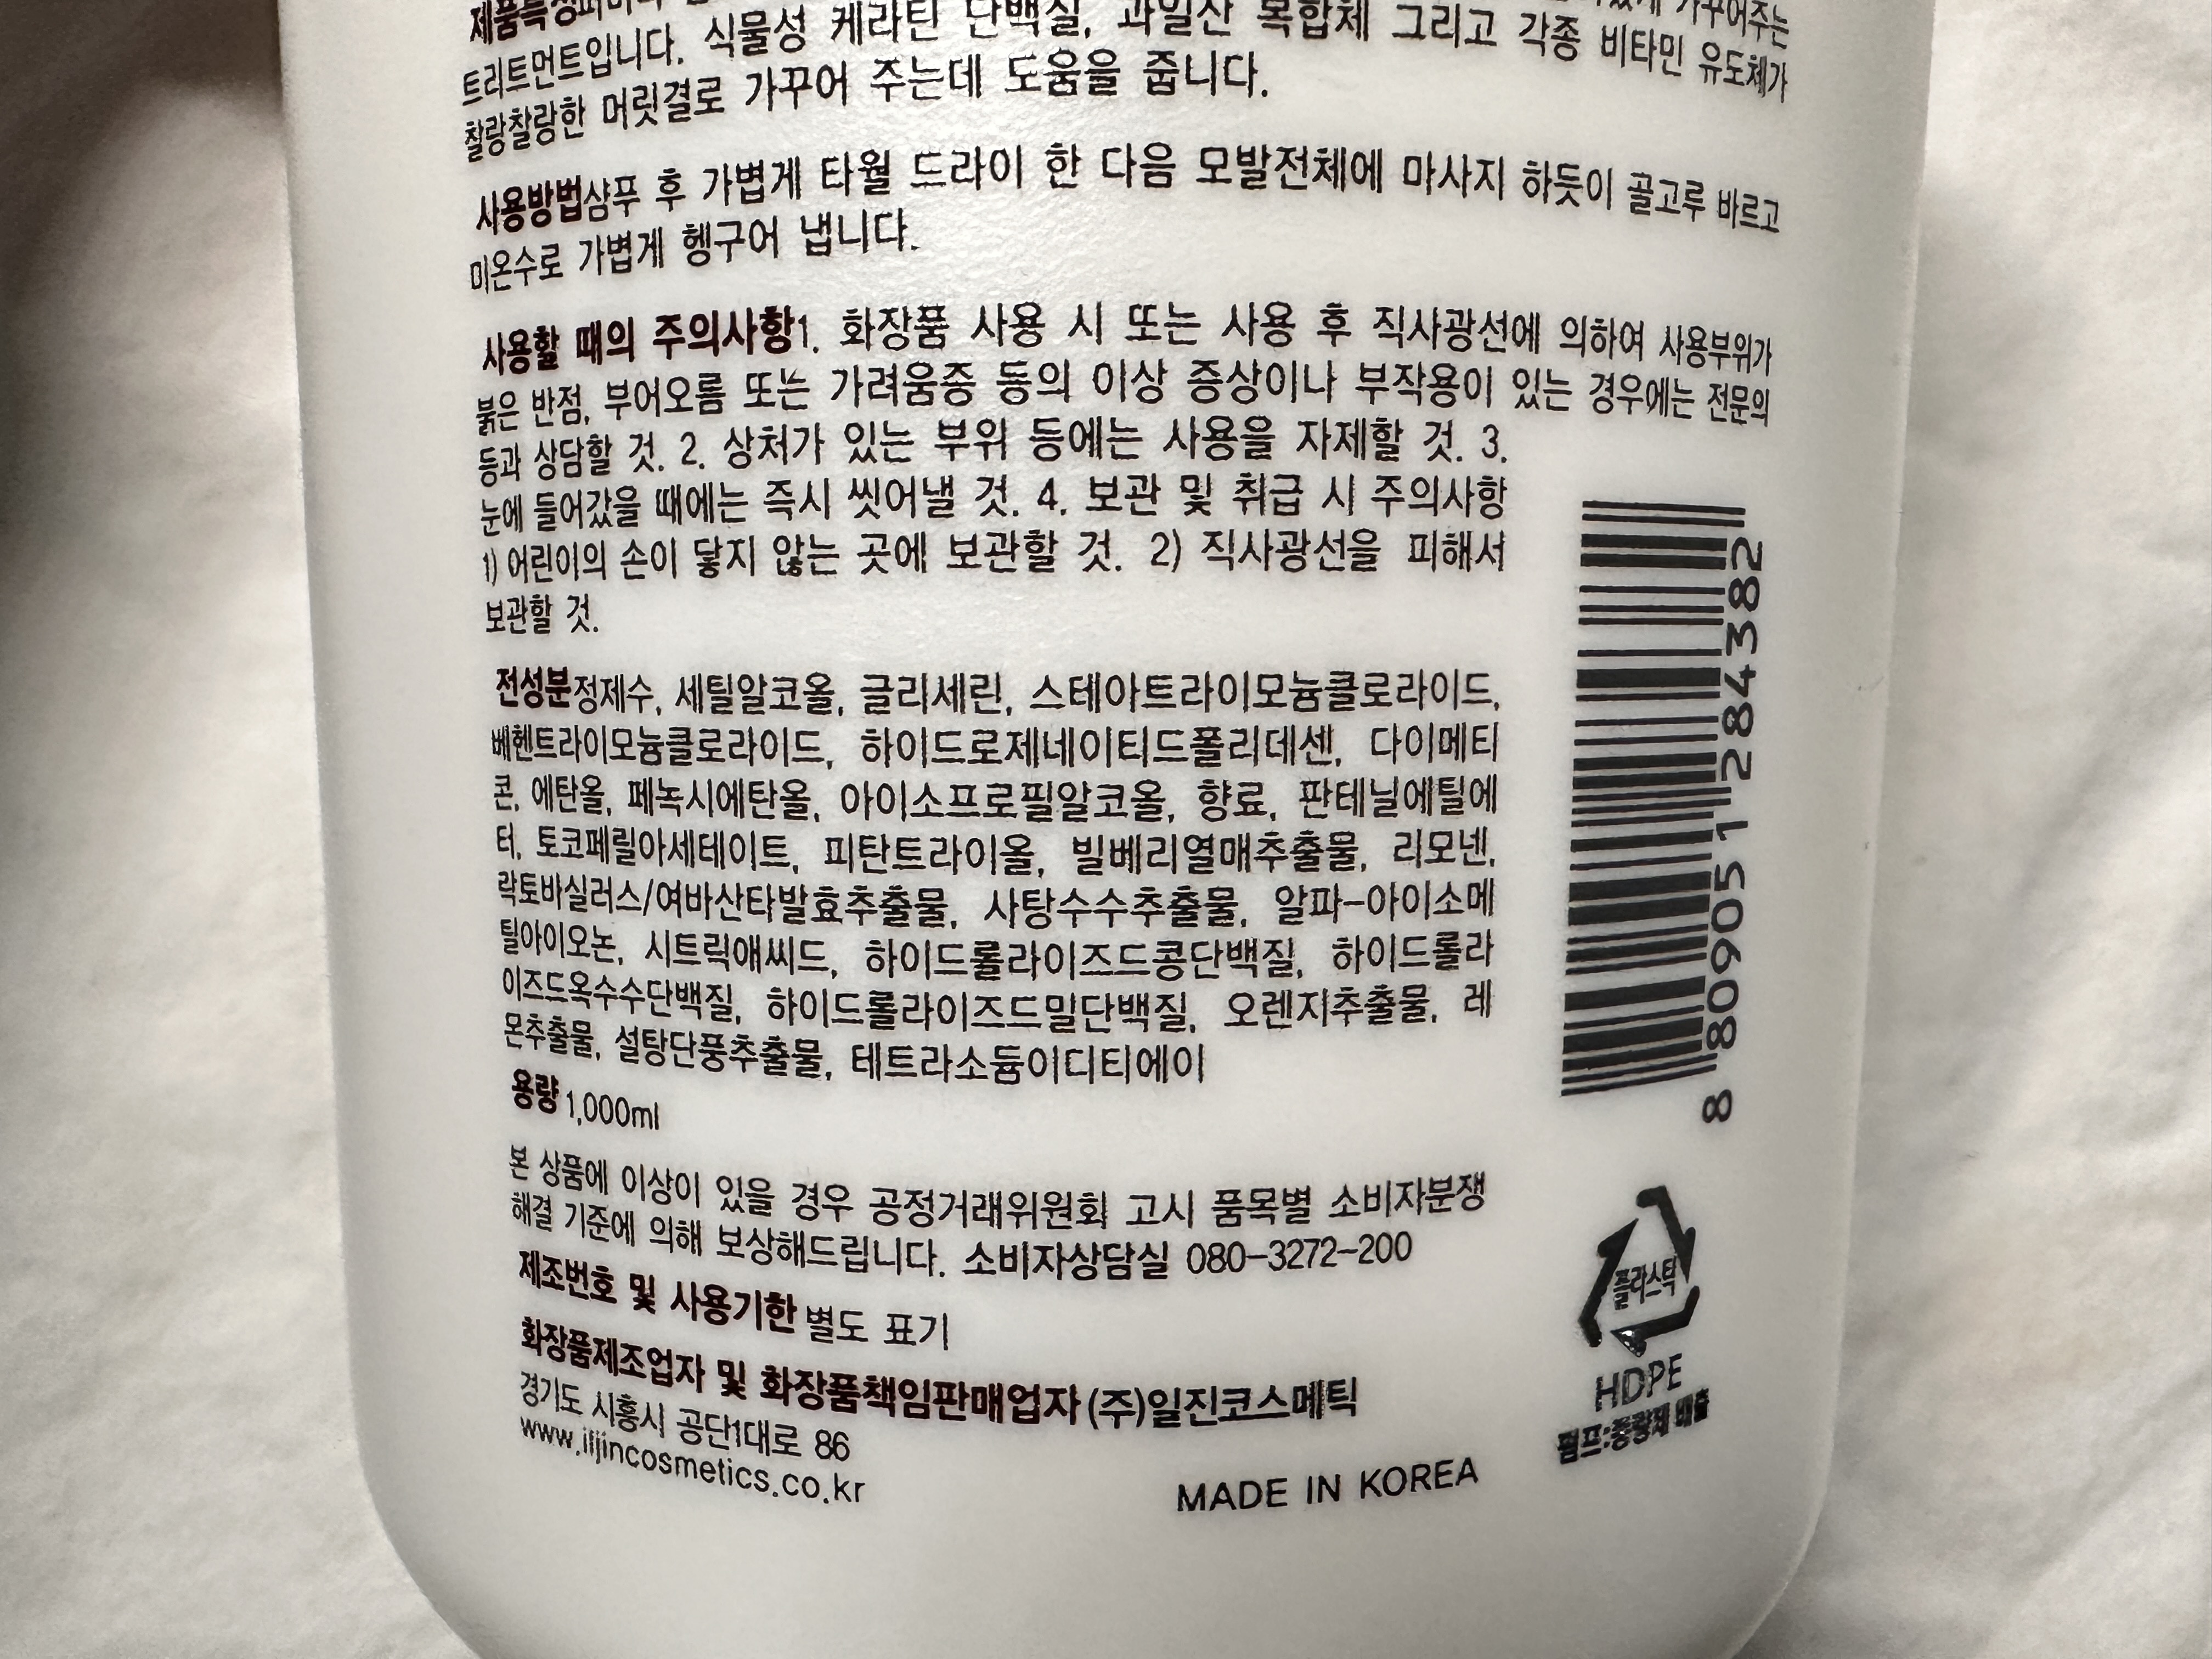 제품특징
가꾸어주는
트리트먼트입니다. 식물성 케라틴 단백질, 과일산 복합체 그리고 각종 비타민 유도체가
찰랑찰랑한 머릿결로 가꾸어 주는데 도움을 줍니다.
사용방법샴푸 후 가볍게 타월 드라이 한 다음 모발전체에 마사지 하듯이 골고루 바르고
미온수로 가볍게 헹구어 냅니다.
사용할 때의 주의사항1. 화장품 사용 시 또는 사용 후 직사광선에 의하여 사용부위가
붉은 반점, 부어오름 또는 가려움증 등의 이상 증상이나 부작용이 있는 경우에는 전문의
등과 상담할 것. 2. 상처가 있는 부위 등에는 사용을 자제할 것. 3.
눈에 들어갔을 때에는 즉시 씻어낼 것. 4. 보관 및 취급 시 주의사항
1) 어린이의 손이 닿지 않는 곳에 보관할 것. 2) 직사광선을 피해서
보관할 것.
전성분정제수, 세틸알코올, 글리세린, 스테아트라이모늄클로라이드,
베헨트라이모늄클로라이드, 하이드로제네이티드폴리데센, 다이메티
콘, 에탄올, 페녹시에탄올, 아이소프로필알코올, 향료, 판테닐에틸에
터, 토코페릴아세테이트, 피탄트라이올, 빌베리열매추출물, 리모넨,
락토바실러스/여바산타발효추출물, 사탕수수추출물, 알파-아이소메
틸아이오논, 시트릭애씨드, 하이드롤라이즈드콩단백질, 하이드롤라
이즈드옥수수단백질, 하이드롤라이즈드밀단백질, 오렌지추출물, 레
몬추출물, 설탕단풍추출물, 테트라소듐이디티에이
용량 1,000ml
본 상품에 이상이 있을 경우 공정거래위원회 고시 품목별 소비자분쟁
해결 기준에 의해 보상해드립니다. 소비자상담실 080-3272-200
제조번호 및 사용기한 별도 표기
화장품제조업자 및 화장품책임판매업자 (주)일진코스메틱
경기도 시흥시 공단1대로 86
www.iljincosmetics.co.kr
MADE IN KOREA
8 809051 284382
플라스틱
HDPE
펌프:종량제 배출